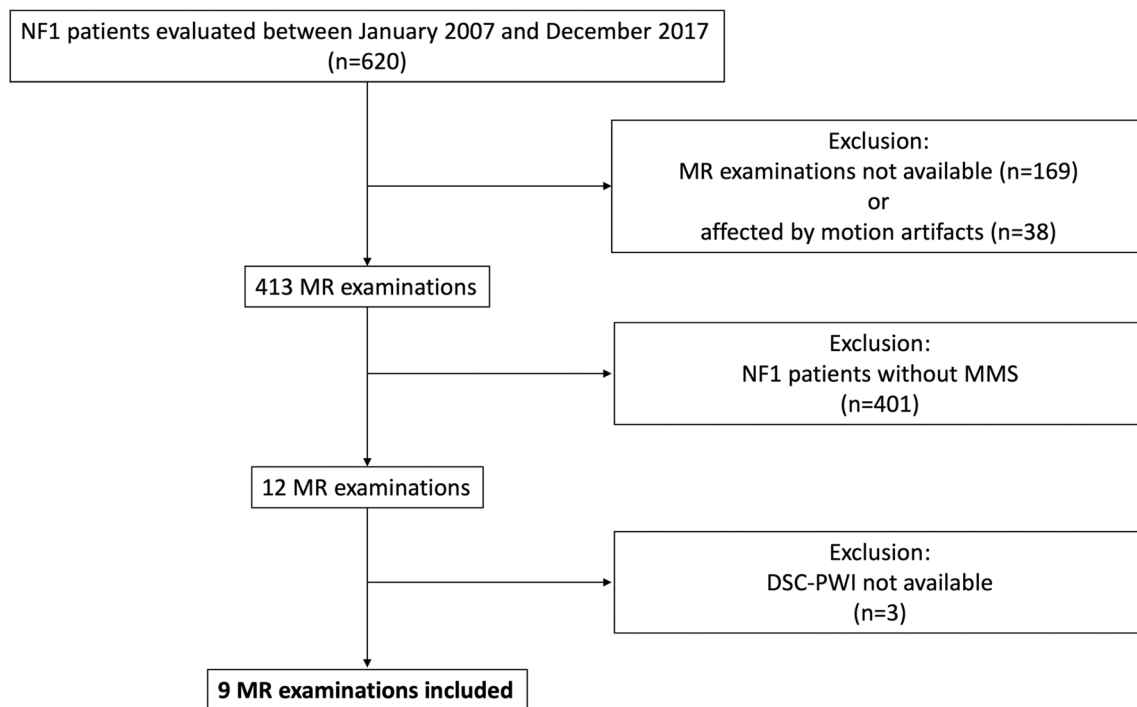 NF1 patients evaluated between January 2007 and December 2017
(n=620)
Exclusion:
MR examinations not available (n=169)
or
affected by motion artifacts (n=38)
413 MR examinations
Exclusion:
NF1 patients without MMS
(n=401)
12 MR examinations
Exclusion:
DSC-PWI not available
(n=3)
9 MR examinations included